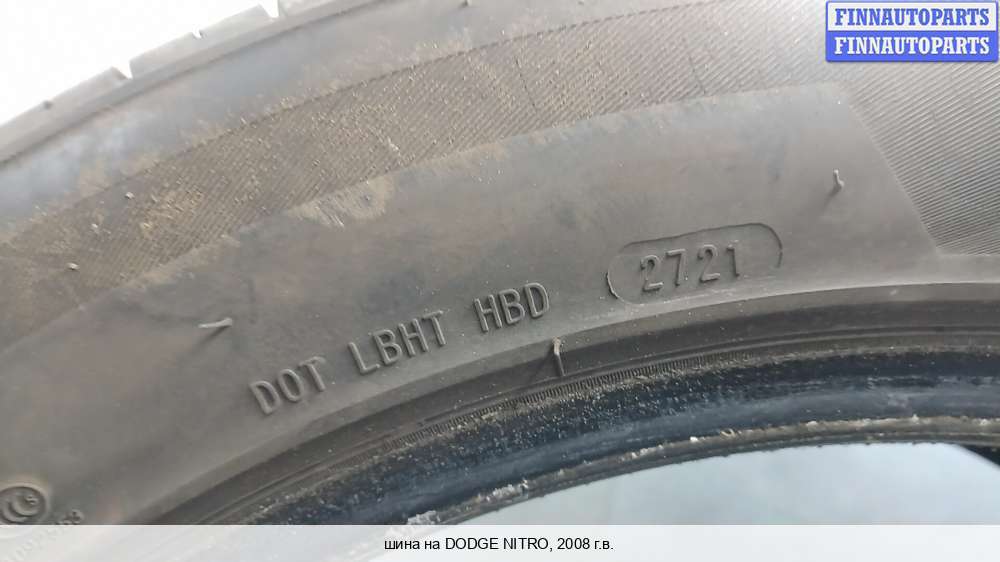 FINNAUTOPARTS
FINNAUTOPARTS
2721
DOT LBHT HBD
шина на DODGE NITRO, 2008 г.в.